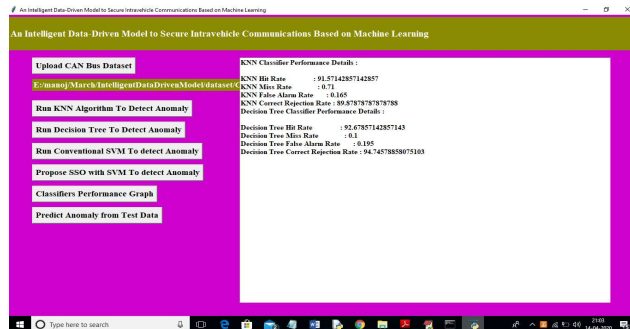 An Intelligent Data-Driven Model to Secure Intravehicle Communications Based on Machine Learning
An Intelligent Data-Driven Model to Secure Intravehicle Communications Based on Machine Learning
Upload CAN Bus Dataset
E:/manoj/March/IntelligentDataDrivenModel/dataset/C
Run KNN Algorithm To Detect Anomaly
Run Decision Tree To Detect Anomaly
Run Conventional SVM To detect Anomaly
Propose SSO with SVM To detect Anomaly
Classifiers Performance Graph
Predict Anomaly from Test Data
KNN Classifier Performance Details :
KNN Hit Rate : 91.57142857142857
KNN Miss Rate : 0.71
KNN False Alarm Rate : 0.165
KNN Correct Rejection Rate : 89.87878787878788
Decision Tree Classifier Performance Details :
Decision Tree Hit Rate : 92.67857142857143
Decision Tree Miss Rate : 0.1
Decision Tree False Alarm Rate : 0.195
Decision Tree Correct Rejection Rate : 94.74578858075103
Type here to search
21:03
14-04-2020